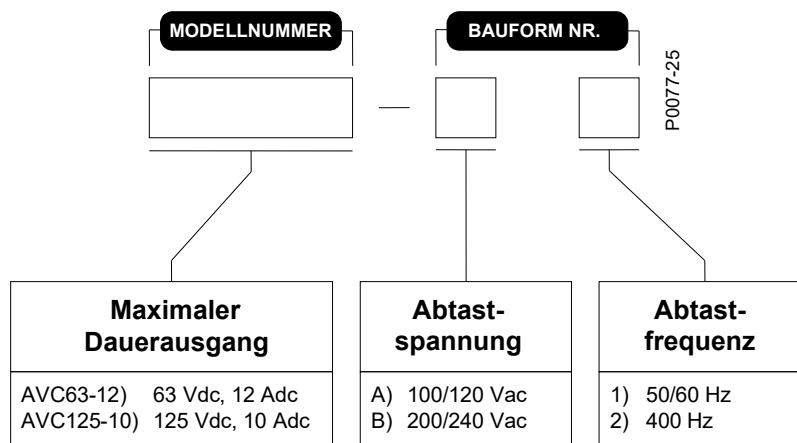 MODELLNUMMER
BAUFORM NR.
P0077-25
—
Maximaler
Dauerausgang
AVC63-12) 63 Vdc, 12 Adc
AVC125-10) 125 Vdc, 10 Adc
Abtast-
spannung
A) 100/120 Vac
B) 200/240 Vac
Abtast-
frequenz
1) 50/60 Hz
2) 400 Hz